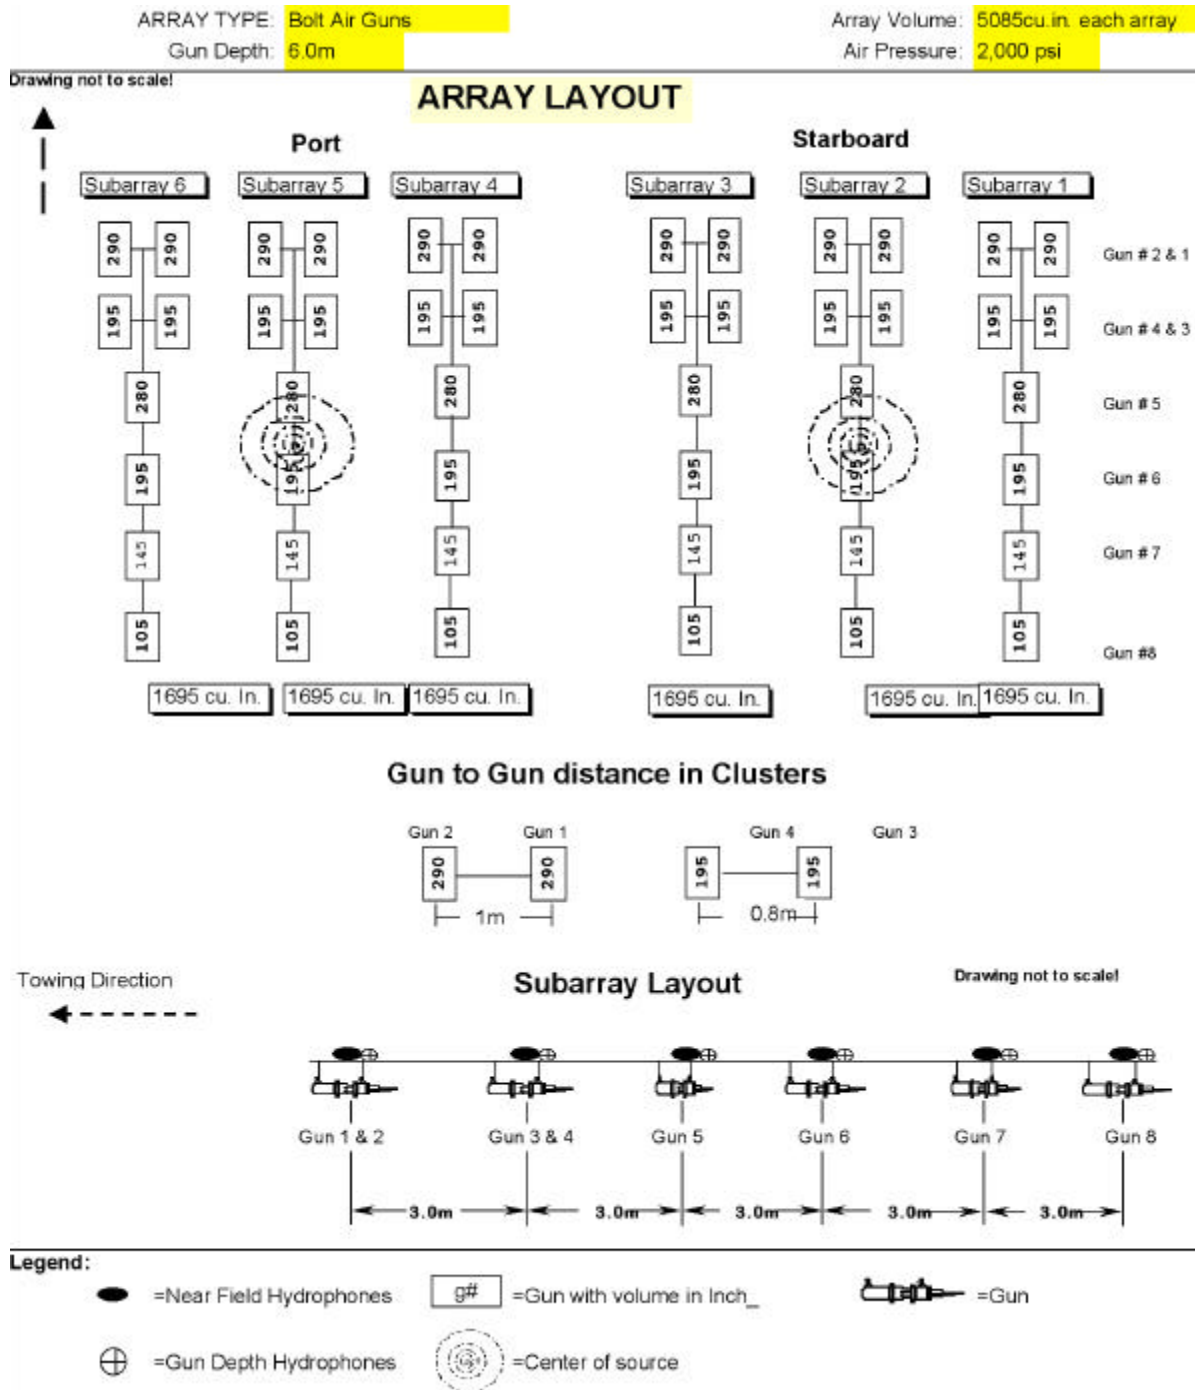 ARRAY TYPE: Bolt Air Guns Array Volume: 5085cu.in. each array
Gun Depth: 6.0m Air Pressure: 2,000 psi
Drawing not to scale!
ARRAY LAYOUT
Port Starboard
Subarray 6 Subarray 5 Subarray 4 Subarray 3 Subarray 2 Subarray 1
290 290 290 290 290 290 290 290 290 290 290 290 Gun # 2 & 1
195 195 195 195 195 195 195 195 195 195 195 195 Gun # 4 & 3
280 280 280 280 280 280 Gun # 5
195 195 195 195 195 195 Gun # 6
145 145 145 145 145 145 Gun # 7
105 105 105 105 105 105 Gun #8
1695 cu. In. 1695 cu. In. 1695 cu. In. 1695 cu. In. 1695 cu. In. 1695 cu. In.
Gun to Gun distance in Clusters
Gun 2 Gun 1 Gun 4 Gun 3
290 290 195 195
1m 0.8m
Towing Direction Subarray Layout Drawing not to scale!
Gun 1 & 2 Gun 3 & 4 Gun 5 Gun 6 Gun 7 Gun 8
3.0m 3.0m 3.0m 3.0m 3.0m
Legend:
=Near Field Hydrophones g# =Gun with volume in Inch_ =Gun
=Gun Depth Hydrophones =Center of source